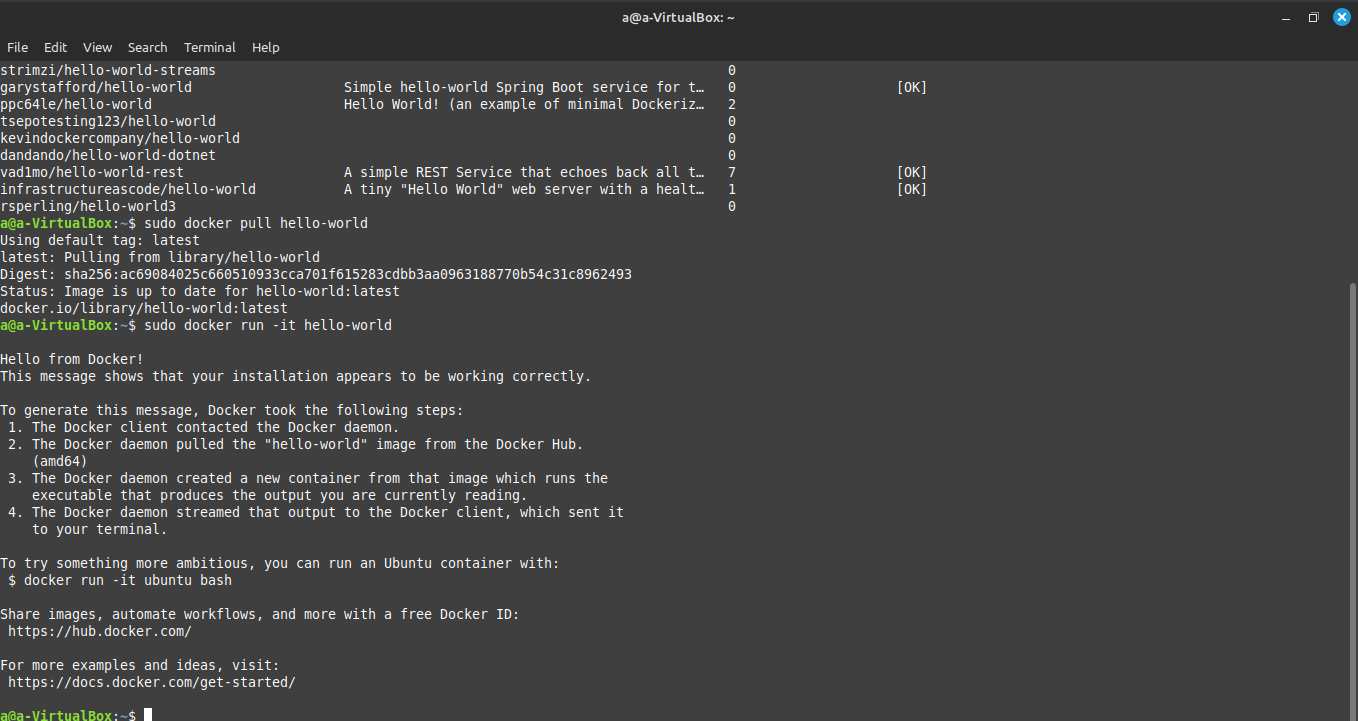 a@a-VirtualBox: ~
File Edit View Search Terminal Help
strimzi/hello-world-streams 0
garystafford/hello-world Simple hello-world Spring Boot service for t… 0 [OK]
ppc64le/hello-world Hello World! (an example of minimal Dockeriz… 2
tsepotesting123/hello-world 0
kevindockercompany/hello-world 0
dandando/hello-world-dotnet 0
vad1mo/hello-world-rest A simple REST Service that echoes back all t… 7 [OK]
infrastructureascode/hello-world A tiny "Hello World" web server with a healt… 1 [OK]
rsperling/hello-world3 0
a@a-VirtualBox:~$ sudo docker pull hello-world
Using default tag: latest
latest: Pulling from library/hello-world
Digest: sha256:ac69084025c660510933cca701f615283cdbb3aa0963188770b54c31c8962493
Status: Image is up to date for hello-world:latest
docker.io/library/hello-world:latest
a@a-VirtualBox:~$ sudo docker run -it hello-world
Hello from Docker!
This message shows that your installation appears to be working correctly.
To generate this message, Docker took the following steps:
1. The Docker client contacted the Docker daemon.
2. The Docker daemon pulled the "hello-world" image from the Docker Hub.
(amd64)
3. The Docker daemon created a new container from that image which runs the
executable that produces the output you are currently reading.
4. The Docker daemon streamed that output to the Docker client, which sent it
to your terminal.
To try something more ambitious, you can run an Ubuntu container with:
$ docker run -it ubuntu bash
Share images, automate workflows, and more with a free Docker ID:
https://hub.docker.com/
For more examples and ideas, visit:
https://docs.docker.com/get-started/
a@a-VirtualBox:~$